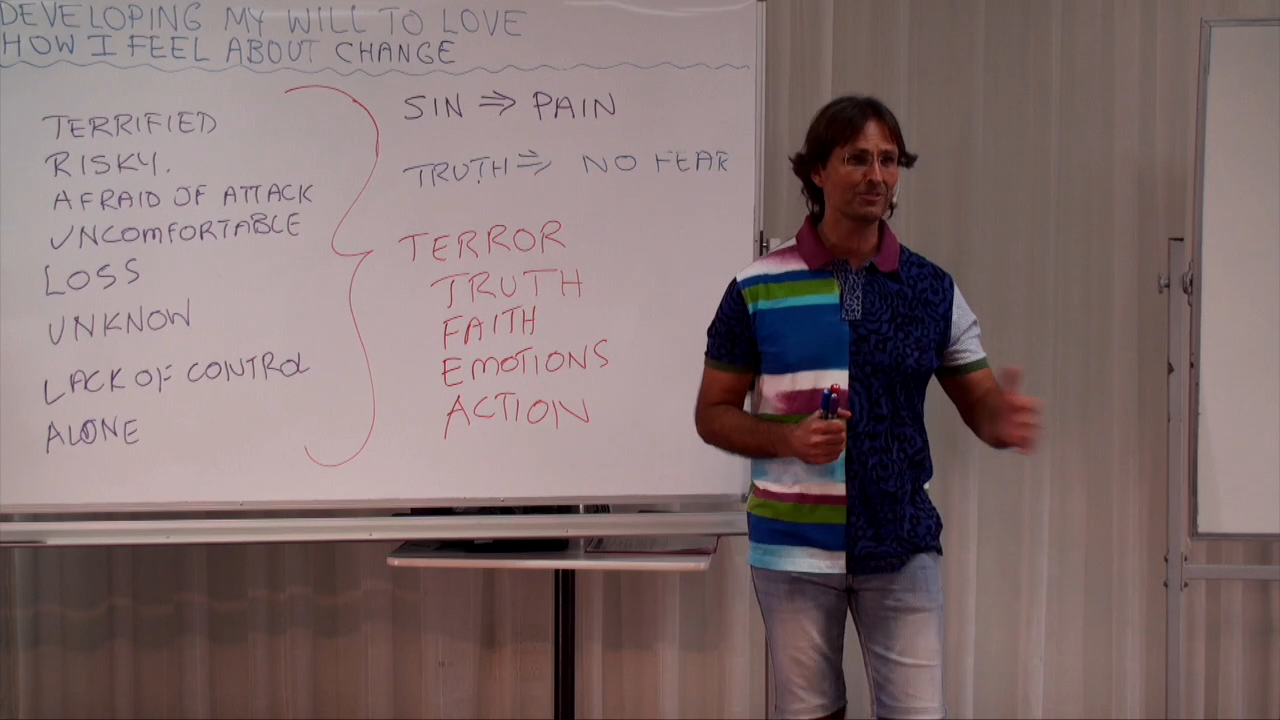 DEVELOPING MY WILL TO LOVE
HOW I FEEL ABOUT CHANGE
TERRIFIED
RISKY.
AFRAID OF ATTACK
UNCOMFORTABLE
LOSS
UNKNOW
LACK OF CONTROL
ALONE
SIN ⇒ PAIN
TRUTH ⇒ NO FEAR
TERROR
TRUTH
FAITH
EMOTIONS
ACTION